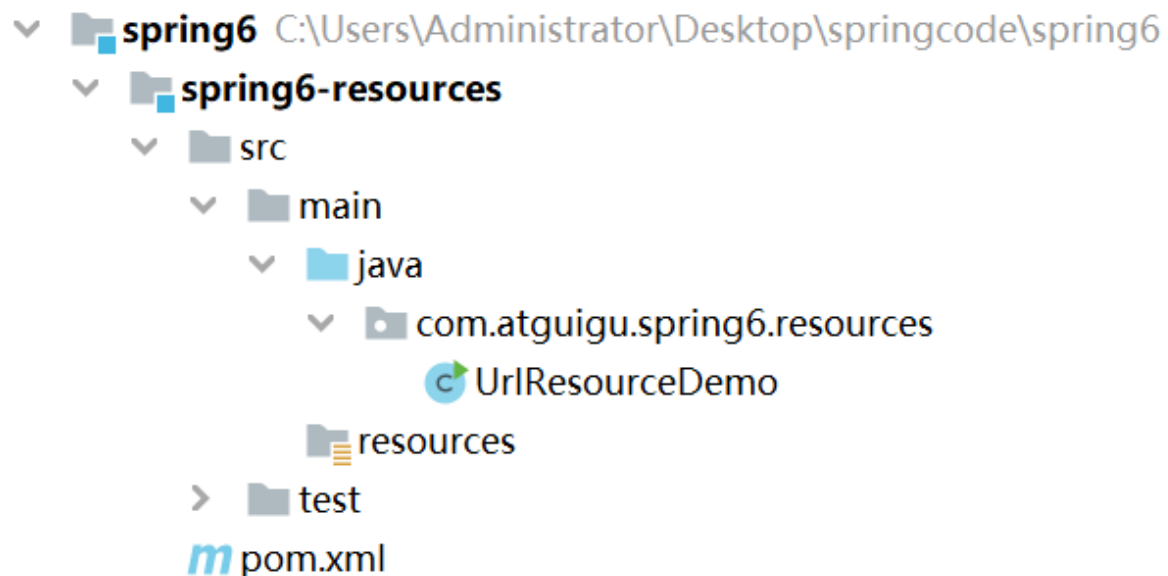 spring6 C:\Users\Administrator\Desktop\springcode\spring6
spring6-resources
src
main
java
com.atguigu.spring6.resources
UrlResourceDemo
resources
test
pom.xml